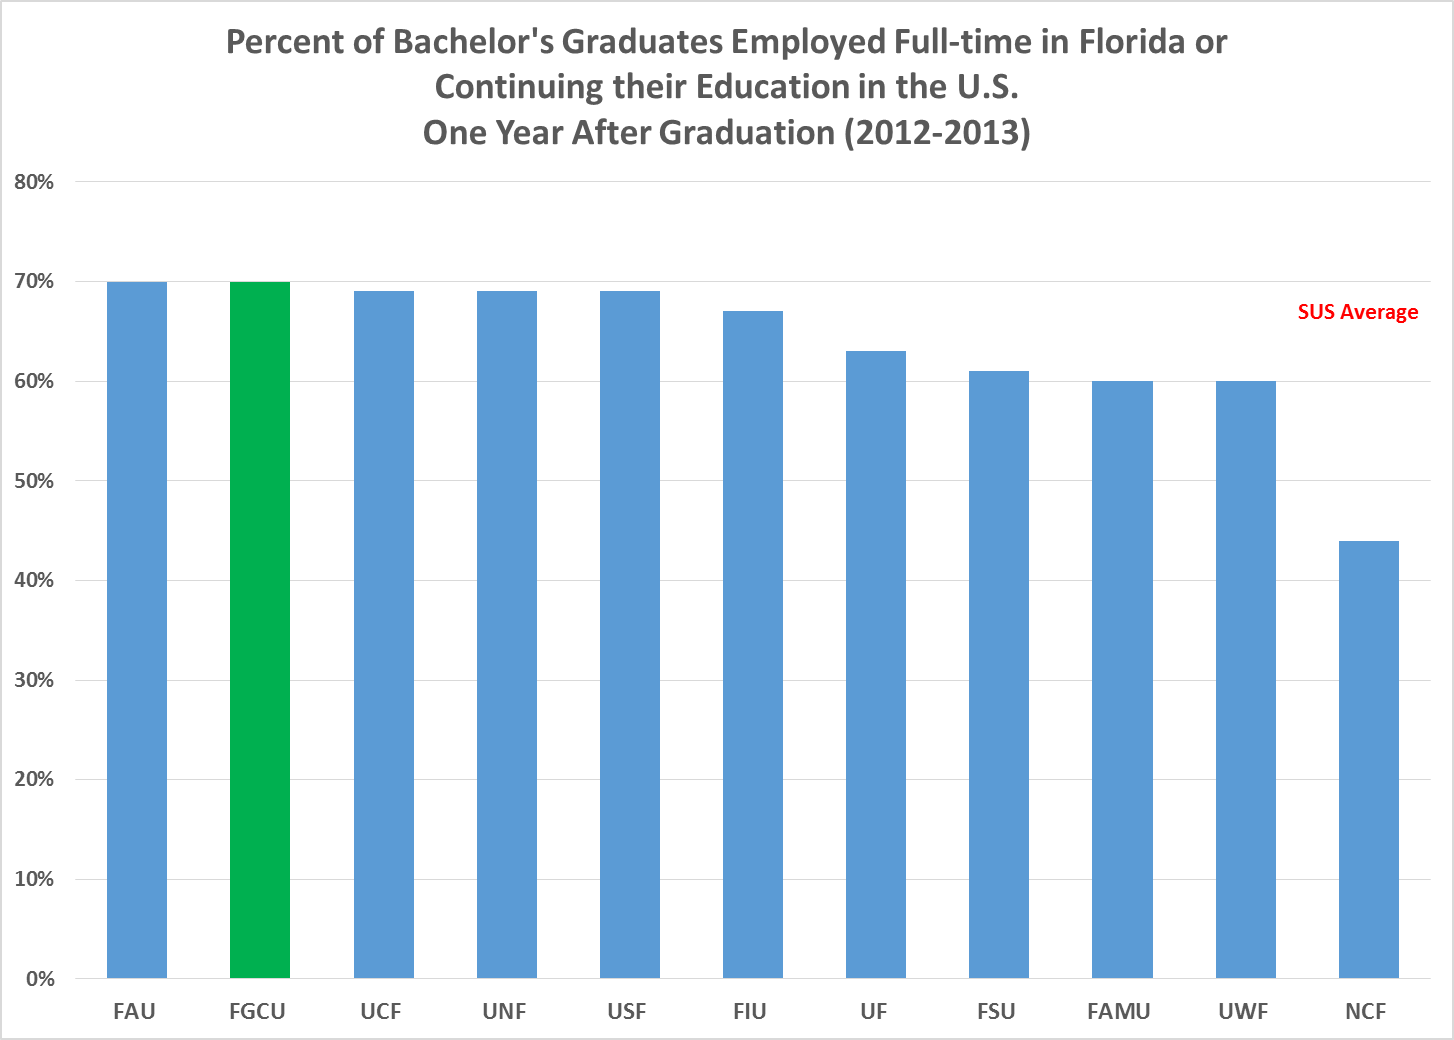 Percent of Bachelor's Graduates Employed Full-time in Florida or
Continuing their Education in the U.S.
One Year After Graduation (2012-2013)
80%
70%
SUS Average
60%
50%
40%
30%
20%
10%
0%
FAU FGCU UCF UNF USF FIU UF FSU FAMU UWF NCF